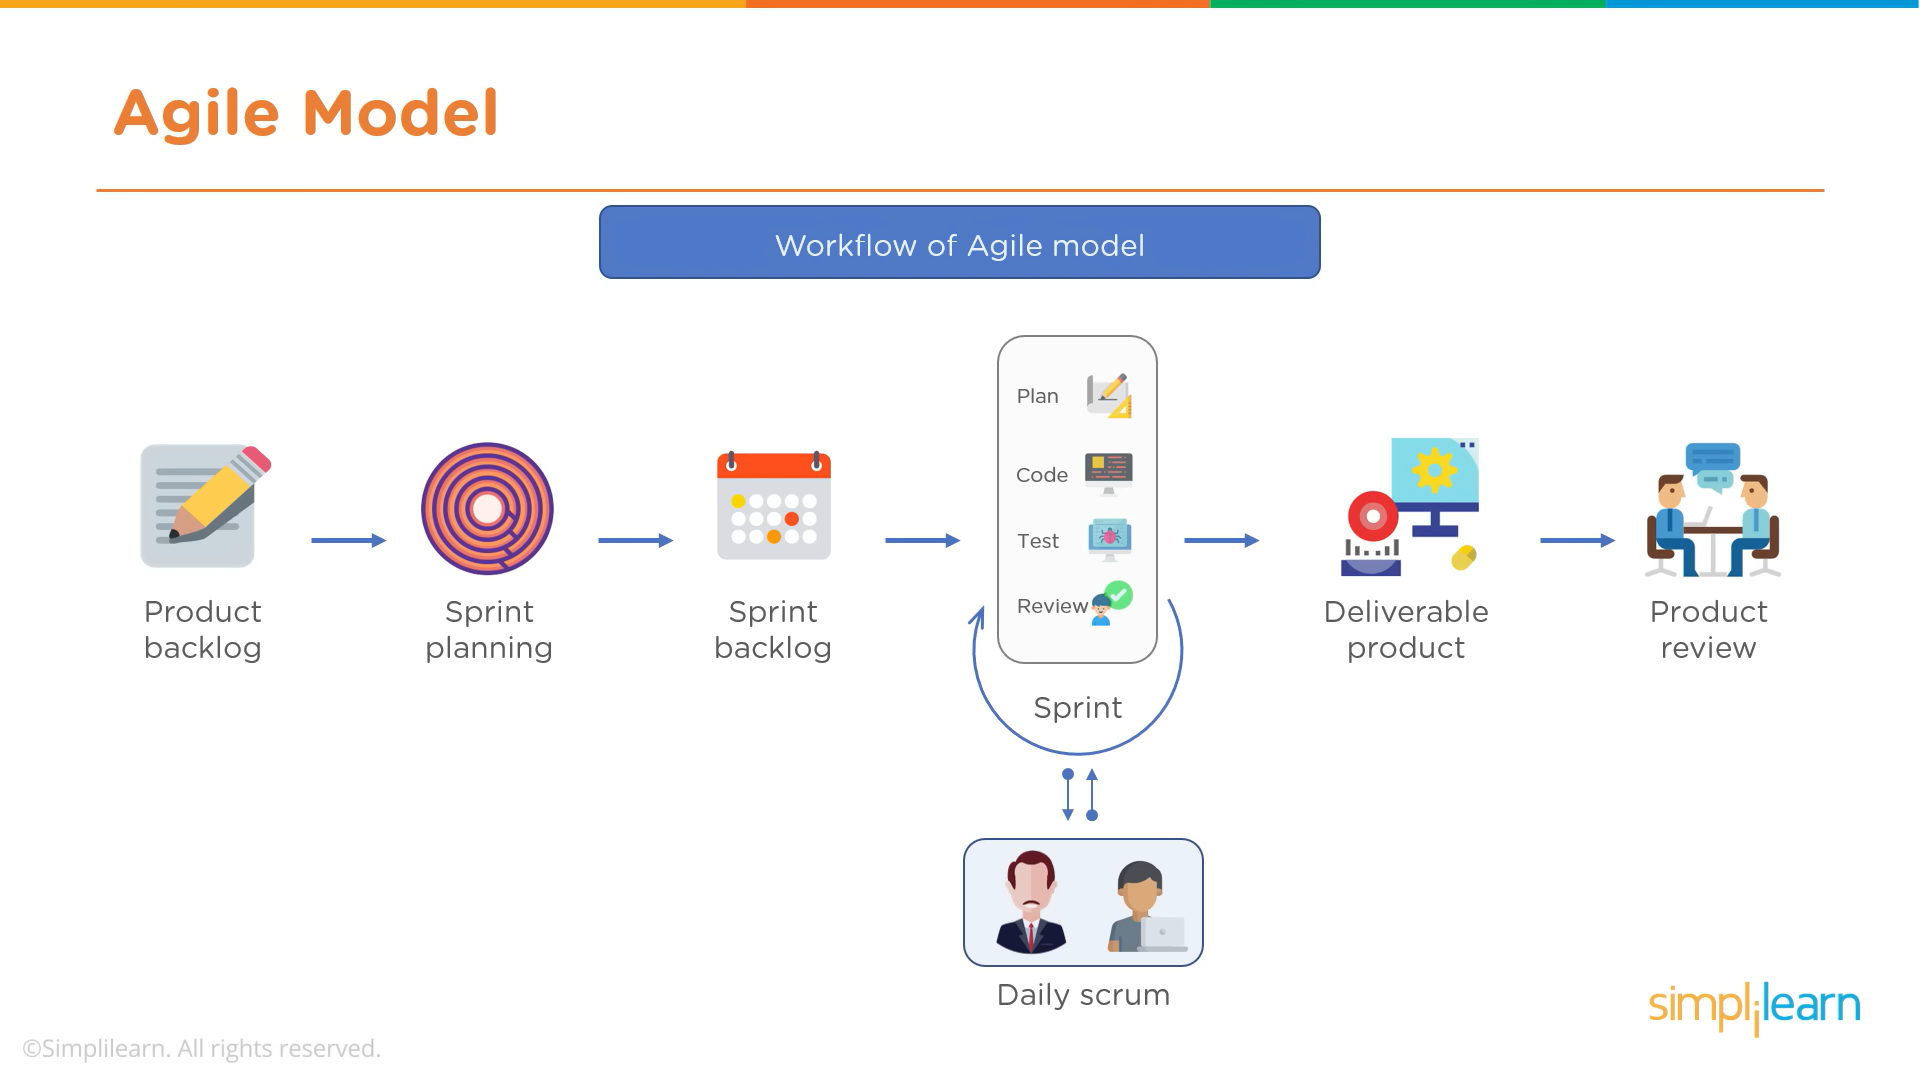 Agile Model
Workflow of Agile model
Plan
Code
Test
Review
Product
backlog
Sprint
planning
Sprint
backlog
Sprint
Deliverable
product
Product
review
Daily scrum
simplilearn
©Simplilearn. All rights reserved.